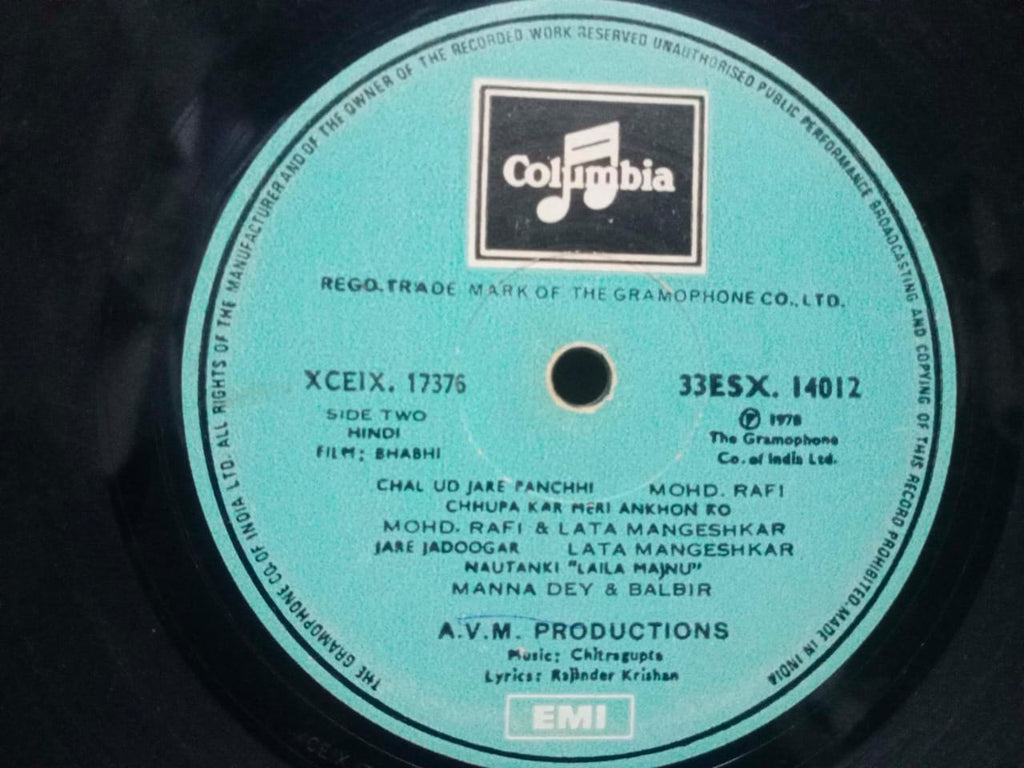 THE GRAMOPHONE CO. OF INDIA LTD. ALL RIGHTS OF THE MANUFACTURER AND OF THE OWNER OF THE RECORDED WORK RESERVED UNAUTHORISED PUBLIC PERFORMANCE BROADCASTING AND COPYING OF THIS RECORD PROHIBITED. MADE IN INDIA
Columbia
REGD. TRADE MARK OF THE GRAMOPHONE CO., LTD.
XCEIX. 17376
33ESX. 14012
SIDE TWO
HINDI
FILM: BHABHI
℗ 1978
The Gramophone
Co. of India Ltd.
CHAL UD JARE PANCHHI MOHD. RAFI
CHHUPA KAR MERI ANKHON KO
MOHD. RAFI & LATA MANGESHKAR
JARE JADOOGAR LATA MANGESHKAR
NAUTANKI "LAILA MAJNU"
MANNA DEY & BALBIR
A.V.M. PRODUCTIONS
Music: Chitragupta
Lyrics: Rajinder Krishan
EMI